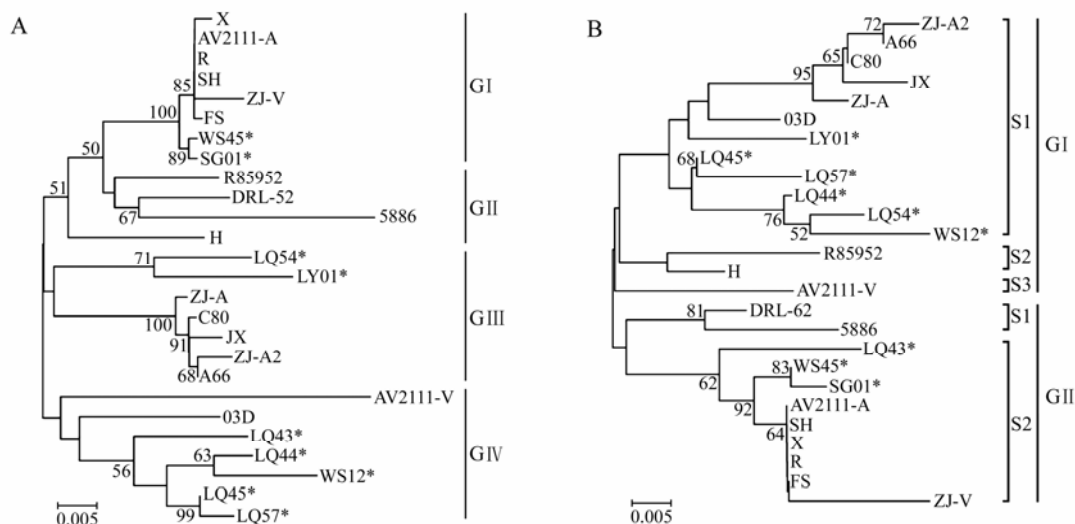 A
X
AV2111-A
R
SH
85
ZJ-V
FS
100
WS45*
89
SG01*
GI
50
R85952
51
DRL-52
67
5886
H
GII
LQ54*
71
LY01*
ZJ-A
100
C80
JX
91
ZJ-A2
68
A66
GIII
AV2111-V
03D
LQ43*
56
63
LQ44*
WS12*
LQ45*
99
LQ57*
GIV
0.005
B
72
ZJ-A2
A66
65
C80
95
JX
ZJ-A
03D
LY01*
68
LQ45*
LQ57*
LQ44*
76
LQ54*
52
WS12*
S1
R85952
H
S2
AV2111-V
S3
GI
DRL-62
81
5886
S1
LQ43*
62
83
WS45*
SG01*
92
AV2111-A
SH
64
X
R
FS
ZJ-V
S2
GII
0.005